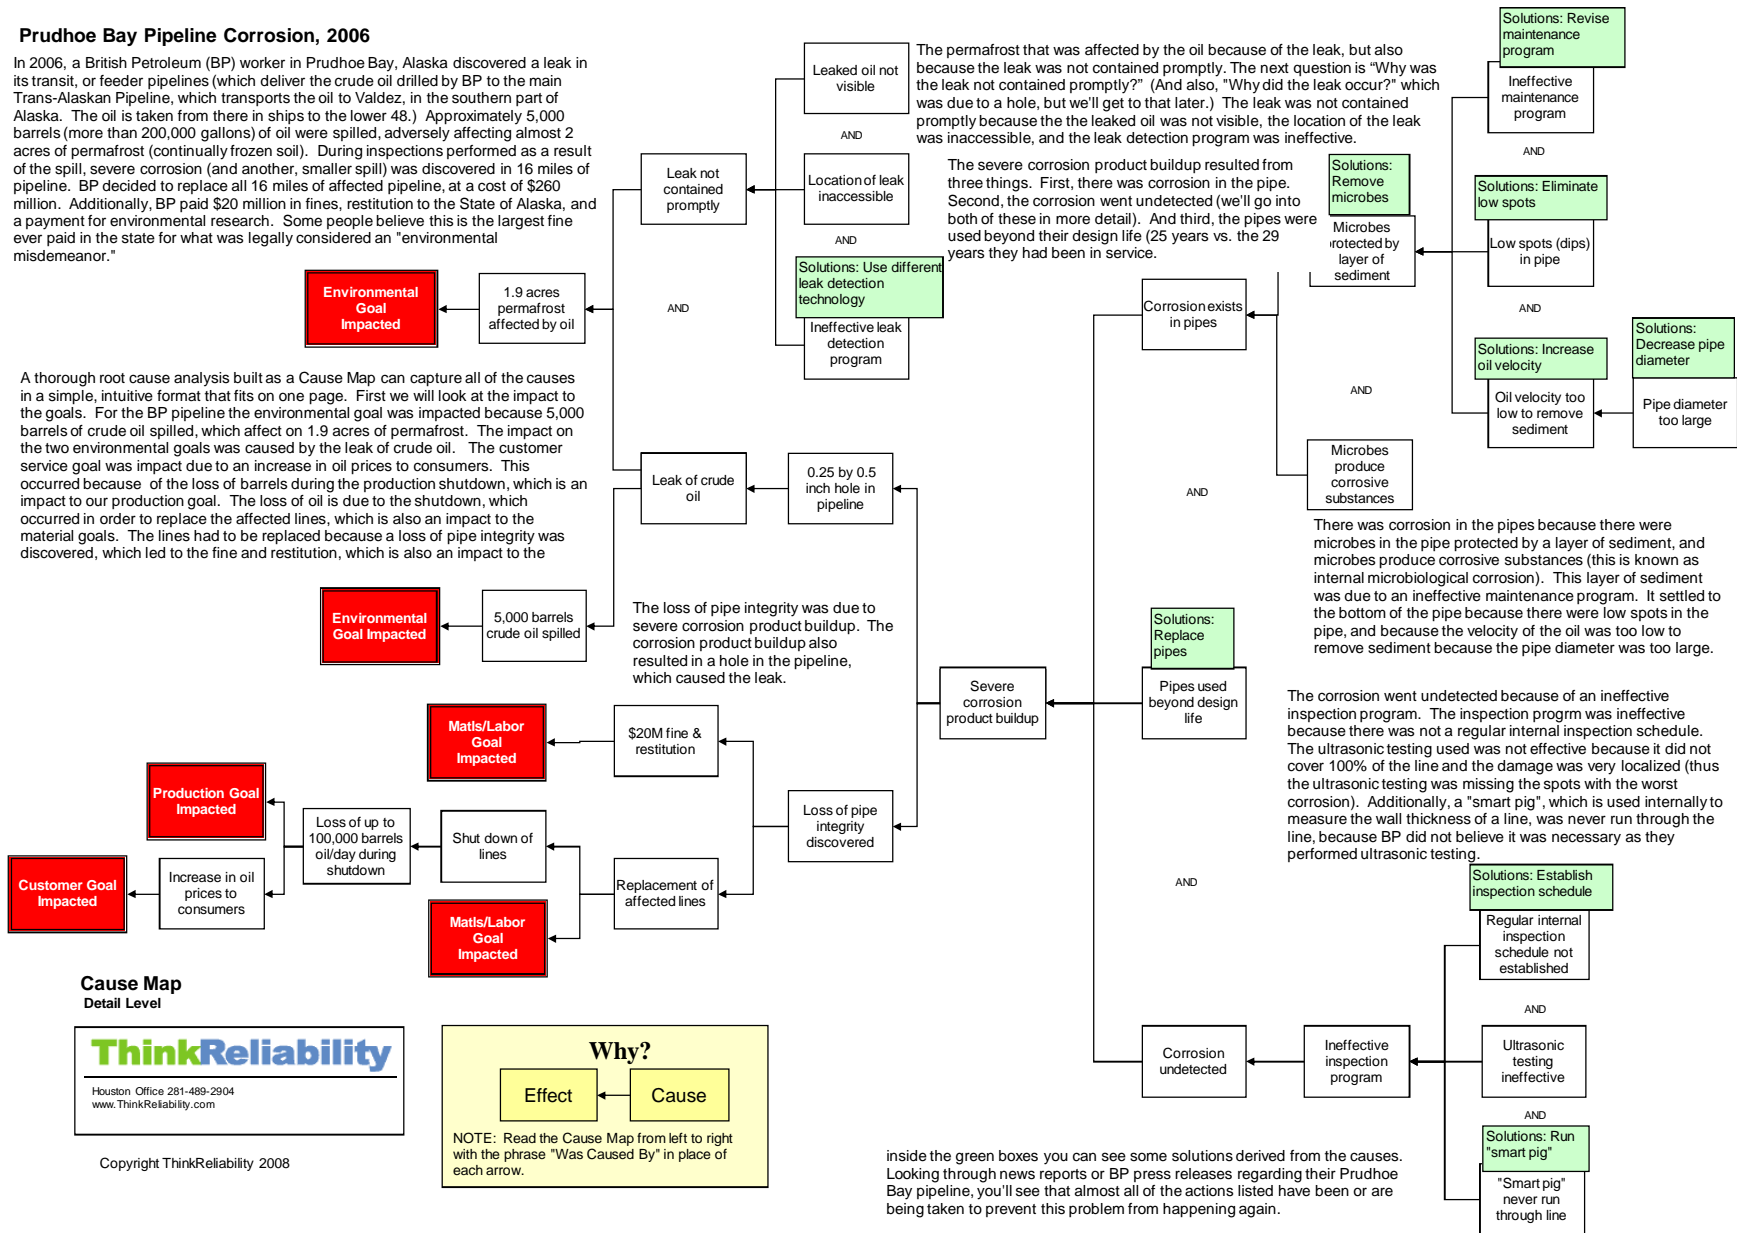 Prudhoe Bay Pipeline Corrosion, 2006
In 2006, a British Petroleum (BP) worker in Prudhoe Bay, Alaska discovered a leak in
its transit, or feeder pipelines (which deliver the crude oil drilled by BP to the main
Trans-Alaskan Pipeline, which transports the oil to Valdez, in the southern part of
Alaska. The oil is taken from there in ships to the lower 48.) Approximately 5,000
barrels (more than 200,000 gallons) of oil were spilled, adversely affecting almost 2
acres of permafrost (continually frozen soil). During inspections performed as a result
of the spill, severe corrosion (and another, smaller spill) was discovered in 16 miles of
pipeline. BP decided to replace all 16 miles of affected pipeline, at a cost of $260
million. Additionally, BP paid $20 million in fines, restitution to the State of Alaska, and
a payment for environmental research. Some people believe this is the largest fine
ever paid in the state for what was legally considered an "environmental
misdemeanor."
Environmental
Goal
Impacted
1.9 acres
permafrost
affected by oil
AND
Leak not
contained
promptly
Leaked oil not
visible
AND
Location of leak
inaccessible
AND
Solutions: Use different
leak detection
technology
Ineffective leak
detection
program
The permafrost that was affected by the oil because of the leak, but also
because the leak was not contained promptly. The next question is “Why was
the leak not contained promptly?” (And also, "Why did the leak occur?" which
was due to a hole, but we'll get to that later.) The leak was not contained
promptly because the the leaked oil was not visible, the location of the leak
was inaccessible, and the leak detection program was ineffective.
The severe corrosion product buildup resulted from
three things. First, there was corrosion in the pipe.
Second, the corrosion went undetected (we'll go into
both of these in more detail). And third, the pipes were
used beyond their design life (25 years vs. the 29
years they had been in service.
Solutions: Revise
maintenance
program
Ineffective
maintenance
program
AND
Solutions:
Remove
microbes
Microbes
protected by
layer of
sediment
Solutions: Eliminate
low spots
Low spots (dips)
in pipe
AND
Solutions: Increase
oil velocity
Oil velocity too
low to remove
sediment
Solutions:
Decrease pipe
diameter
Pipe diameter
too large
Corrosion exists
in pipes
AND
Microbes
produce
corrosive
substances
A thorough root cause analysis built as a Cause Map can capture all of the causes
in a simple, intuitive format that fits on one page. First we will look at the impact to
the goals. For the BP pipeline the environmental goal was impacted because 5,000
barrels of crude oil spilled, which affect on 1.9 acres of permafrost. The impact on
the two environmental goals was caused by the leak of crude oil. The customer
service goal was impact due to an increase in oil prices to consumers. This
occurred because of the loss of barrels during the production shutdown, which is an
impact to our production goal. The loss of oil is due to the shutdown, which
occurred in order to replace the affected lines, which is also an impact to the
material goals. The lines had to be replaced because a loss of pipe integrity was
discovered, which led to the fine and restitution, which is also an impact to the
Leak of crude
oil
0.25 by 0.5
inch hole in
pipeline
AND
There was corrosion in the pipes because there were
microbes in the pipe protected by a layer of sediment, and
microbes produce corrosive substances (this is known as
internal microbiological corrosion). This layer of sediment
was due to an ineffective maintenance program. It settled to
the bottom of the pipe because there were low spots in the
pipe, and because the velocity of the oil was too low to
remove sediment because the pipe diameter was too large.
Environmental
Goal Impacted
5,000 barrels
crude oil spilled
The loss of pipe integrity was due to
severe corrosion product buildup. The
corrosion product buildup also
resulted in a hole in the pipeline,
which caused the leak.
Severe
corrosion
product buildup
Solutions:
Replace
pipes
Pipes used
beyond design
life
The corrosion went undetected because of an ineffective
inspection program. The inspection progrm was ineffective
because there was not a regular internal inspection schedule.
The ultrasonic testing used was not effective because it did not
cover 100% of the line and the damage was very localized (thus
the ultrasonic testing was missing the spots with the worst
corrosion). Additionally, a "smart pig", which is used internally to
measure the wall thickness of a line, was never run through the
line, because BP did not believe it was necessary as they
performed ultrasonic testing.
Matls/Labor
Goal
Impacted
$20M fine &
restitution
Production Goal
Impacted
Loss of up to
100,000 barrels
oil/day during
shutdown
Shut down of
lines
Loss of pipe
integrity
discovered
Customer Goal
Impacted
Increase in oil
prices to
consumers
Replacement of
affected lines
Matls/Labor
Goal
Impacted
AND
Solutions: Establish
inspection schedule
Regular internal
inspection
schedule not
established
AND
Corrosion
undetected
Ineffective
inspection
program
Ultrasonic
testing
ineffective
AND
Solutions: Run
"smart pig"
"Smart pig"
never run
through line
Cause Map
Detail Level
ThinkReliability
Houston Office 281-489-2904
www.ThinkReliability.com
Copyright ThinkReliability 2008
Why?
Effect
Cause
NOTE: Read the Cause Map from left to right
with the phrase "Was Caused By" in place of
each arrow.
inside the green boxes you can see some solutions derived from the causes.
Looking through news reports or BP press releases regarding their Prudhoe
Bay pipeline, you'll see that almost all of the actions listed have been or are
being taken to prevent this problem from happening again.